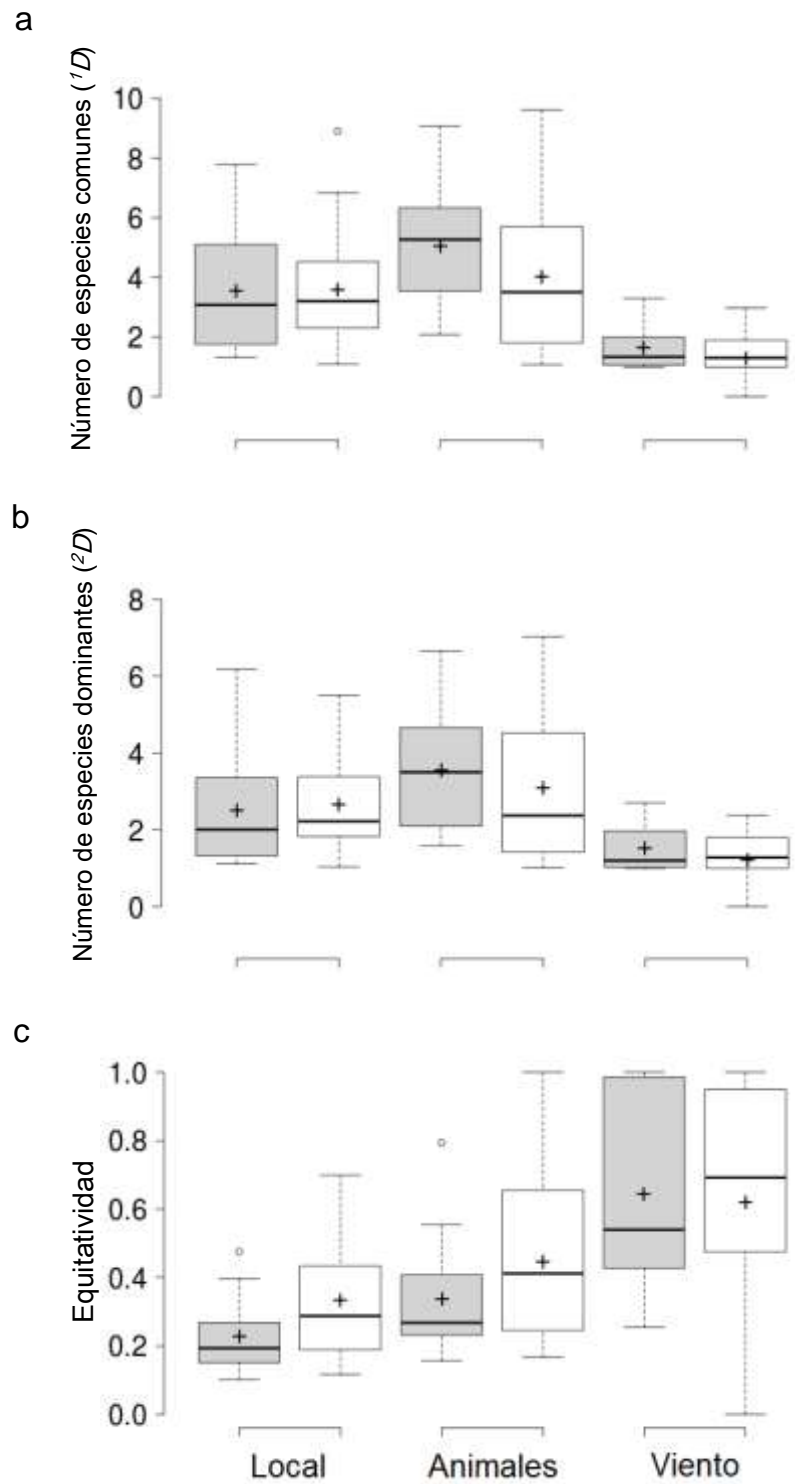 a
Número de especies comunes (¹D)
10
8
6
4
2
0
b
Número de especies dominantes (²D)
8
6
4
2
0
c
Equitatividad
1.0
0.8
0.6
0.4
0.2
0.0
Local Animales Viento